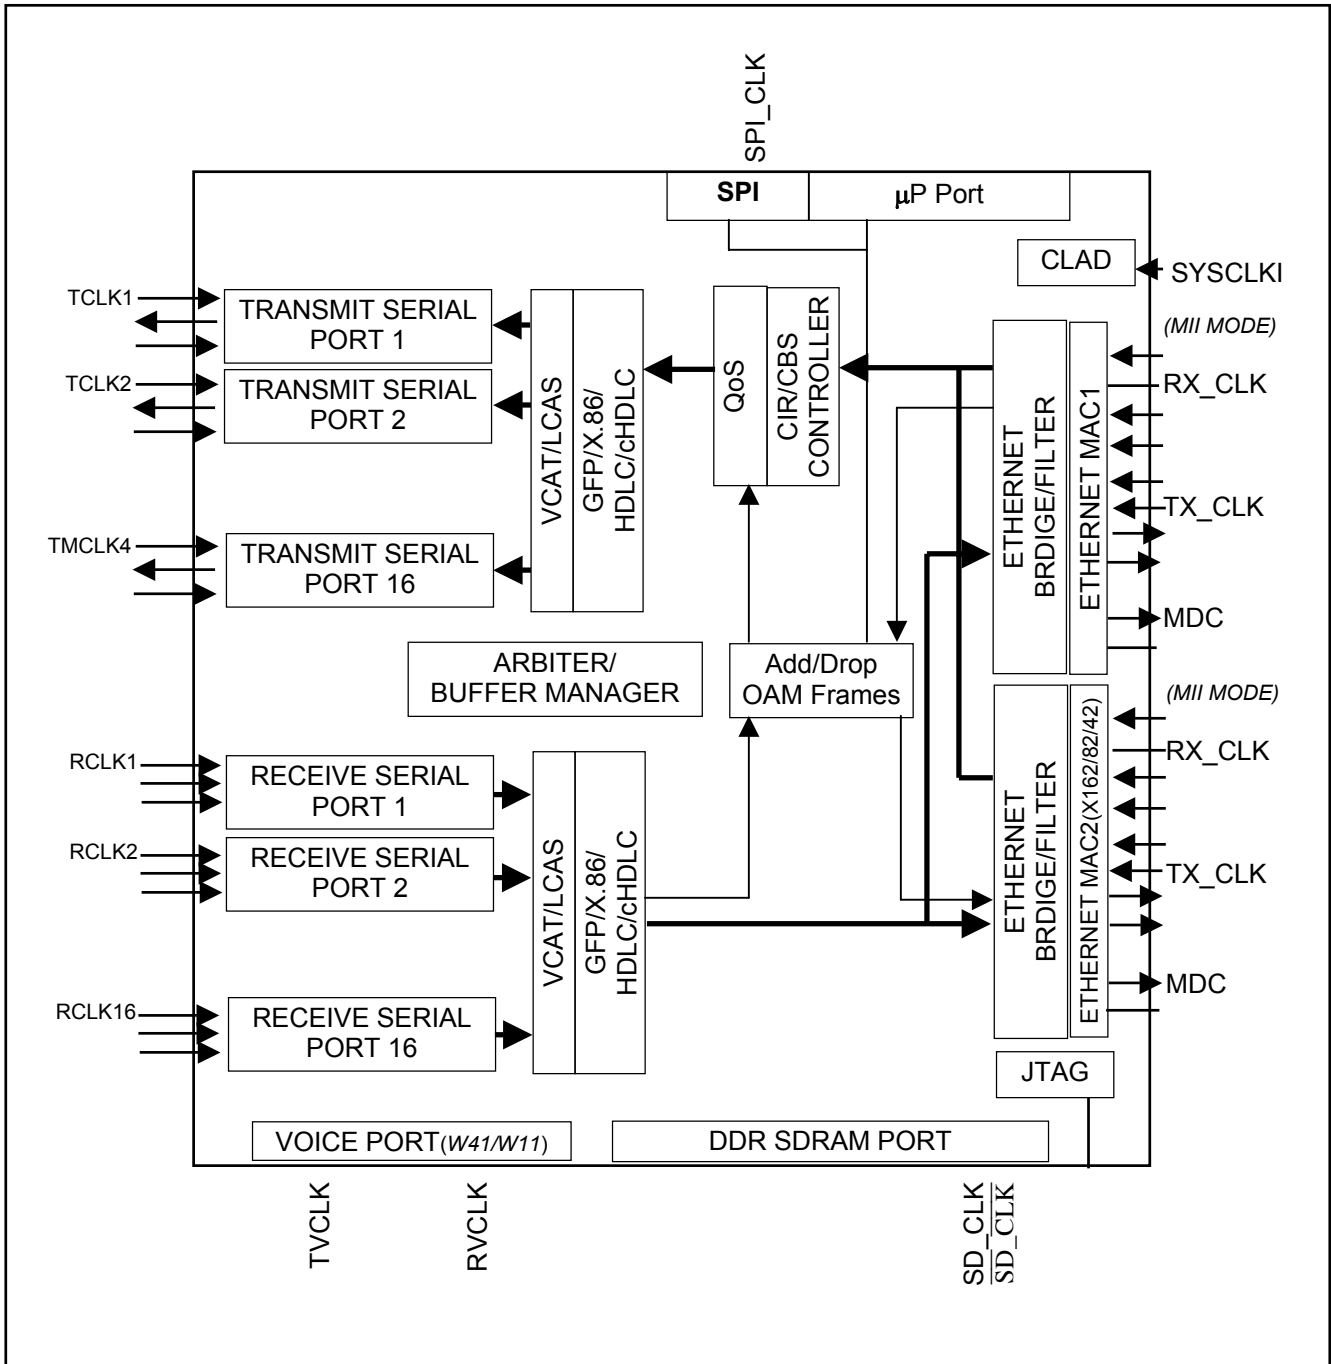 SPI_CLK
SPI
µP Port
CLAD
SYSCLKI
TCLK1
TRANSMIT SERIAL
PORT 1
TCLK2
TRANSMIT SERIAL
PORT 2
TMCLK4
TRANSMIT SERIAL
PORT 16
VCAT/LCAS
GFP/X.86/
HDLC/cHDLC
QoS
CIR/CBS
CONTROLLER
ETHERNET
BRDIGE/FILTER
ETHERNET MAC1
(MII MODE)
RX_CLK
TX_CLK
MDC
ARBITER/
BUFFER MANAGER
Add/Drop
OAM Frames
RCLK1
RECEIVE SERIAL
PORT 1
RCLK2
RECEIVE SERIAL
PORT 2
RCLK16
RECEIVE SERIAL
PORT 16
VCAT/LCAS
GFP/X.86/
HDLC/cHDLC
ETHERNET
BRDIGE/FILTER
ETHERNET MAC2(X162/82/42)
(MII MODE)
RX_CLK
TX_CLK
MDC
JTAG
VOICE PORT(W41/W11)
DDR SDRAM PORT
TVCLK
RVCLK
SD_CLK
SD_CLK